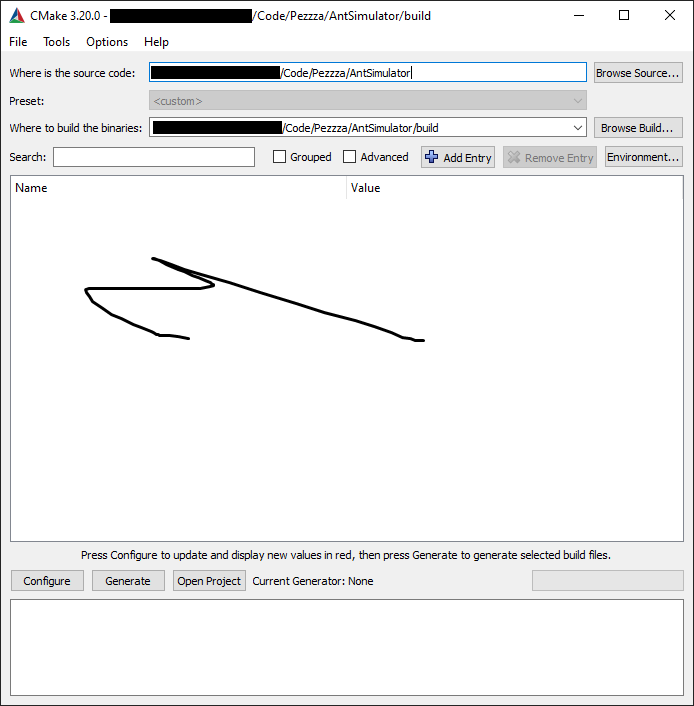 CMake 3.20.0 - /Code/Pezzza/AntSimulator/build
File Tools Options Help
Where is the source code: /Code/Pezzza/AntSimulator Browse Source...
Preset: <custom>
Where to build the binaries: /Code/Pezzza/AntSimulator/build Browse Build...
Search: Grouped Advanced Add Entry Remove Entry Environment...
Name Value
Press Configure to update and display new values in red, then press Generate to generate selected build files.
Configure Generate Open Project Current Generator: None